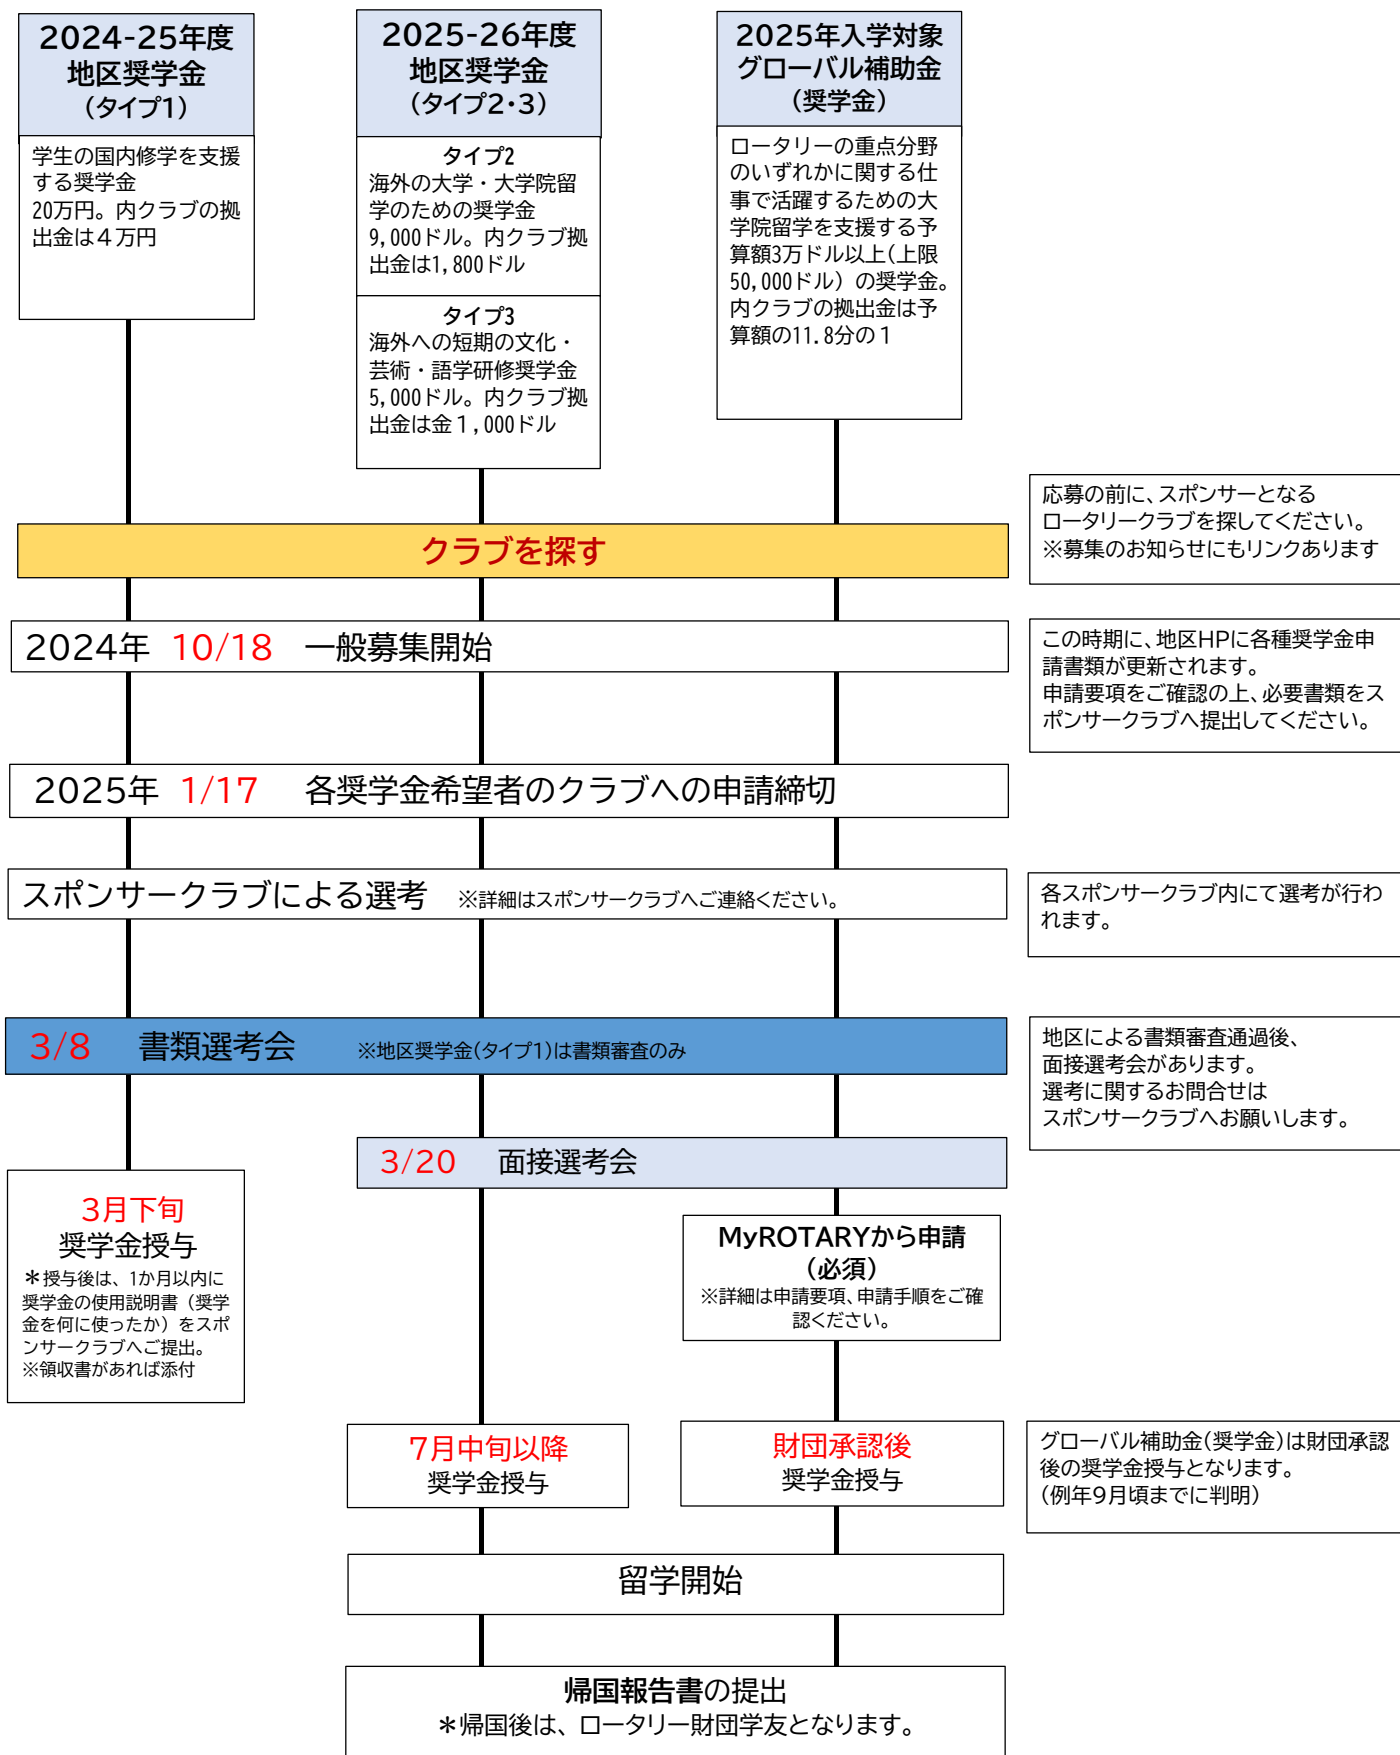 2024-25年度
地区奨学金
（タイプ1）
学生の国内修学を支援
する奨学金
20万円。内クラブの拠
出金は４万円
2025-26年度
地区奨学金
（タイプ2・3）
タイプ2
海外の大学・大学院留
学のための奨学金
9,000ドル。内クラブ拠
出金は1,800ドル
タイプ3
海外への短期の文化・
芸術・語学研修奨学金
5,000ドル。内クラブ拠
出金は金１,000ドル
2025年入学対象
グローバル補助金
（奨学金）
ロータリーの重点分野
のいずれかに関する仕
事で活躍するための大
学院留学を支援する予
算額3万ドル以上(上限
50,000ドル）の奨学金。
内クラブの拠出金は予
算額の11.8分の１
クラブを探す
応募の前に、スポンサーとなる
ロータリークラブを探してください。
※募集のお知らせにもリンクあります
2024年 10/18 一般募集開始
この時期に、地区HPに各種奨学金申
請書類が更新されます。
申請要項をご確認の上、必要書類をス
ポンサークラブへ提出してください。
2025年 1/17 各奨学金希望者のクラブへの申請締切
スポンサークラブによる選考 ※詳細はスポンサークラブへご連絡ください。
各スポンサークラブ内にて選考が行わ
れます。
3/8 書類選考会 ※地区奨学金(タイプ1)は書類審査のみ
地区による書類審査通過後、
面接選考会があります。
選考に関するお問合せは
スポンサークラブへお願いします。
3/20 面接選考会
3月下旬
奨学金授与
＊授与後は、1か月以内に
奨学金の使用説明書（奨学
金を何に使ったか）をスポ
ンサークラブへご提出。
※領収書があれば添付
MyROTARYから申請
（必須）
※詳細は申請要項、申請手順をご確
認ください。
7月中旬以降
奨学金授与
財団承認後
奨学金授与
グローバル補助金(奨学金)は財団承認
後の奨学金授与となります。
(例年9月頃までに判明)
留学開始
帰国報告書の提出
＊帰国後は、ロータリー財団学友となります。